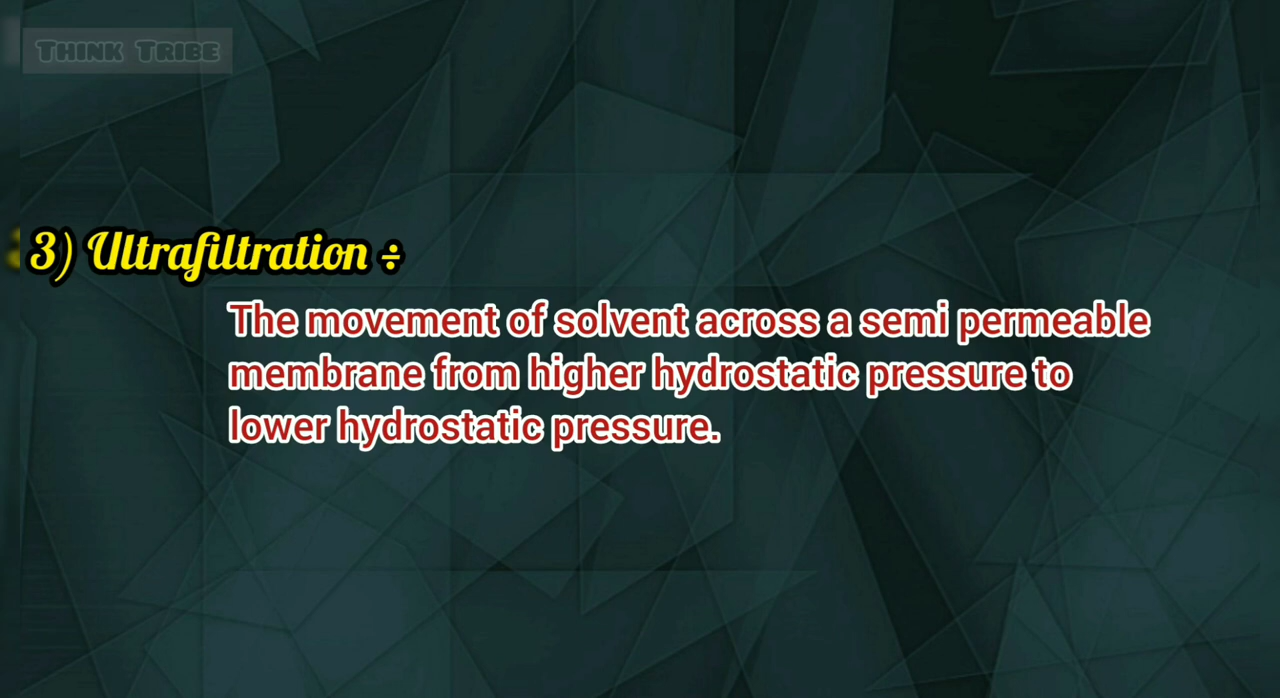 Think Tribe
3) Ultrafiltration ÷
The movement of solvent across a semi permeable
membrane from higher hydrostatic pressure to
lower hydrostatic pressure.